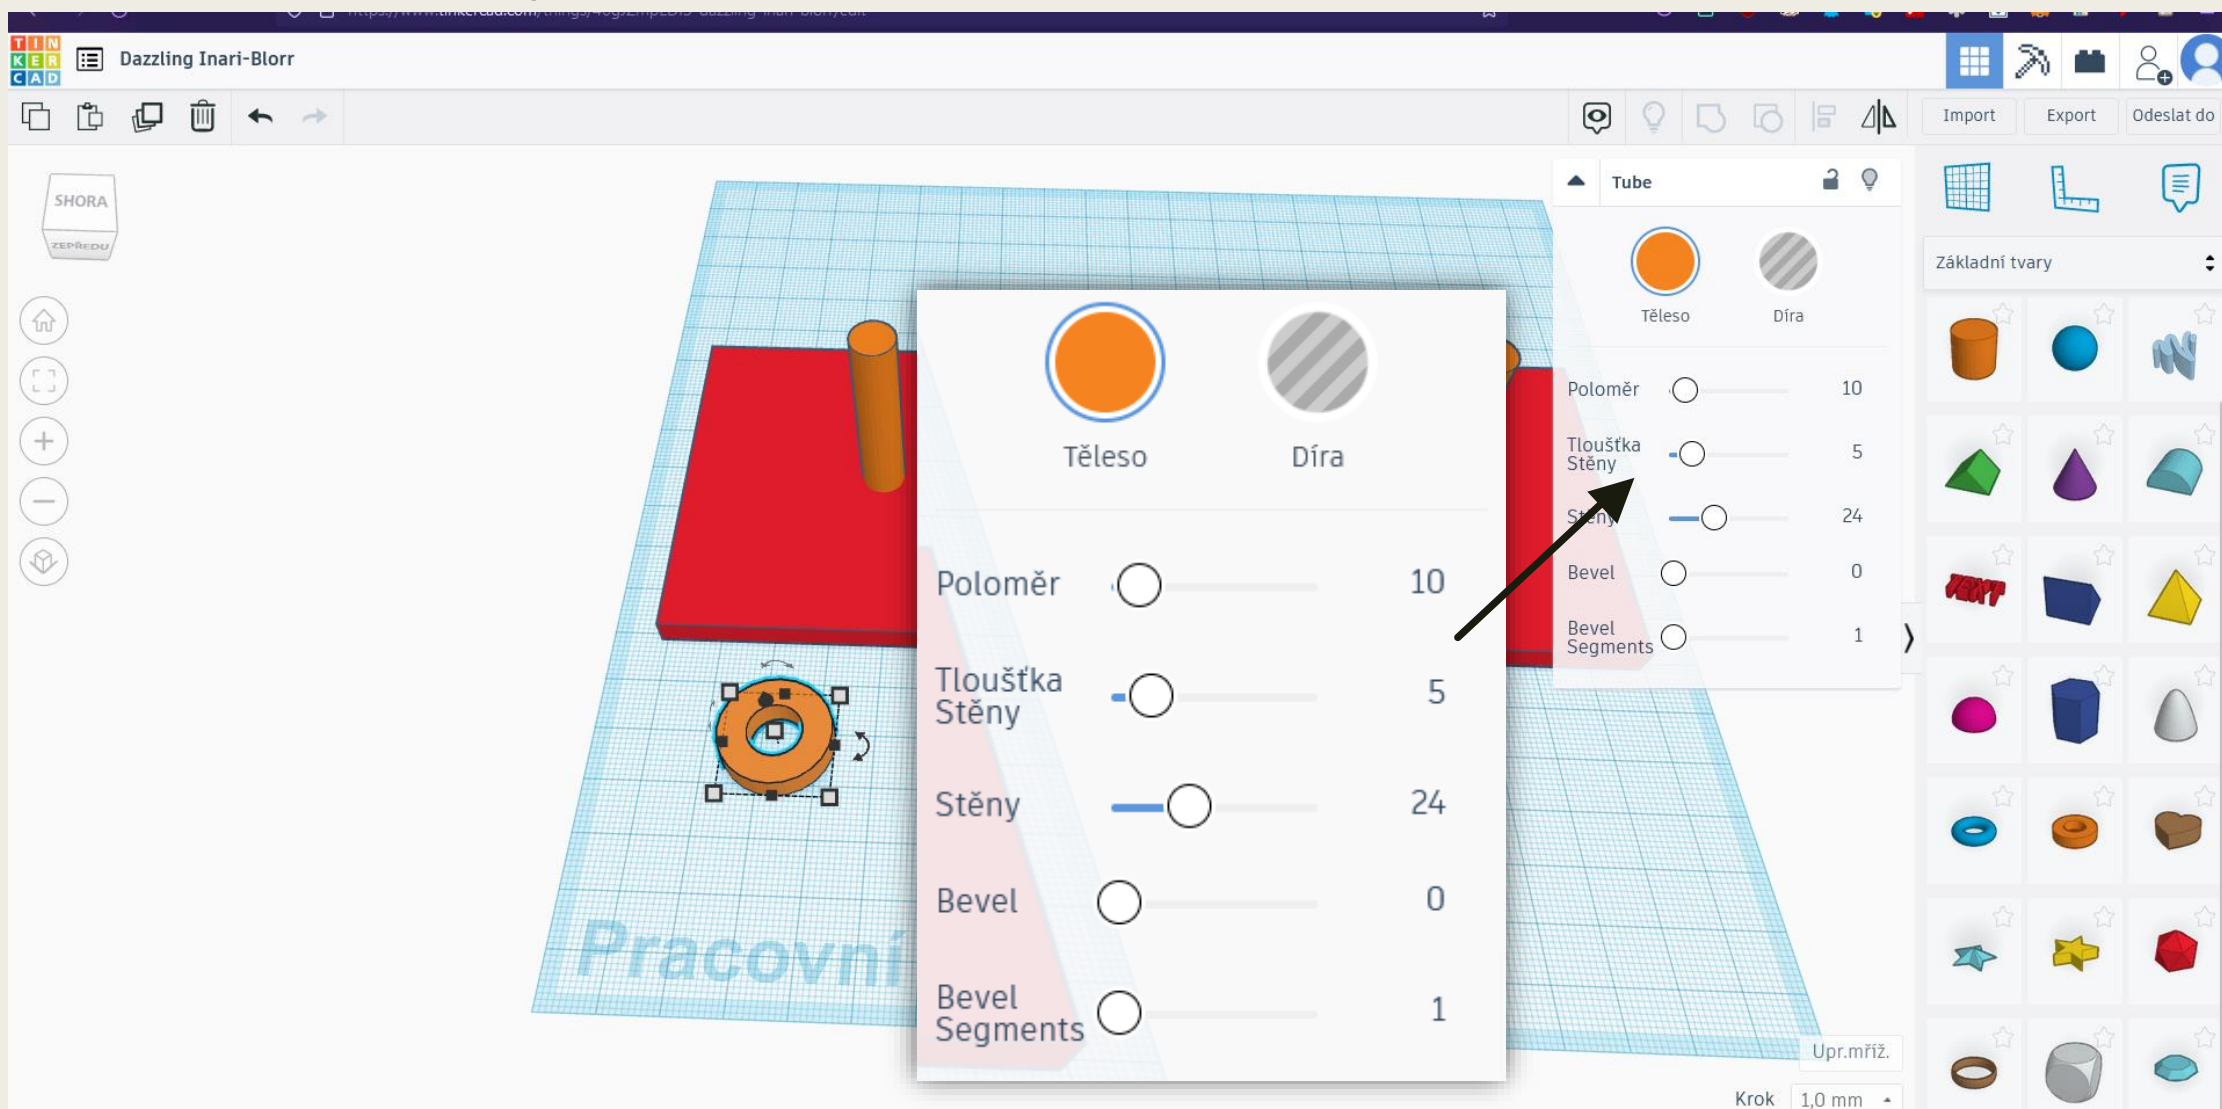 TIN
KER
CAD
Dazzling Inari-Blorr
Import
Export
Odeslat do
SHORA
ZEPŘEDU
Tube
Těleso
Díra
Poloměr 10
Tloušťka
Stěny 5
Stěny 24
Bevel 0
Bevel
Segments 1
Těleso
Díra
Poloměr 10
Tloušťka
Stěny 5
Stěny 24
Bevel 0
Bevel
Segments 1
Základní tvary
TEXT
Pracovní
Upr.mříž.
Krok 1,0 mm